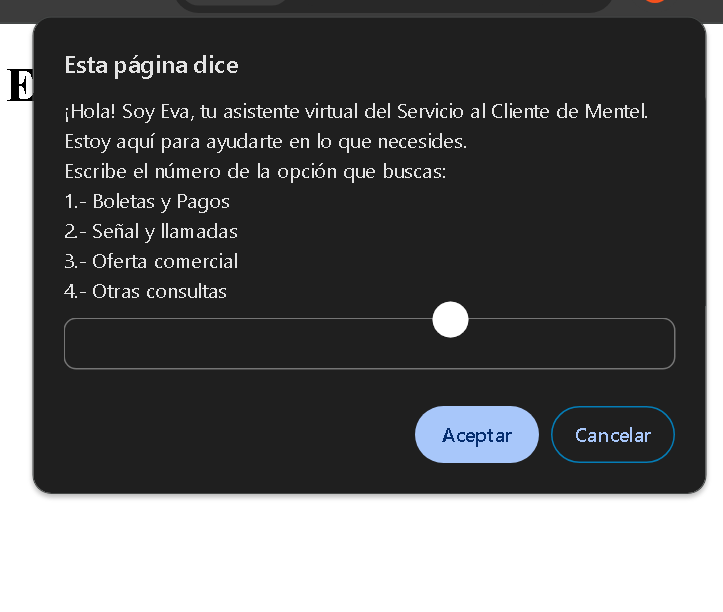 E
Esta página dice
¡Hola! Soy Eva, tu asistente virtual del Servicio al Cliente de Mentel.
Estoy aquí para ayudarte en lo que necesides.
Escribe el número de la opción que buscas:
1.- Boletas y Pagos
2.- Señal y llamadas
3.- Oferta comercial
4.- Otras consultas
Aceptar
Cancelar